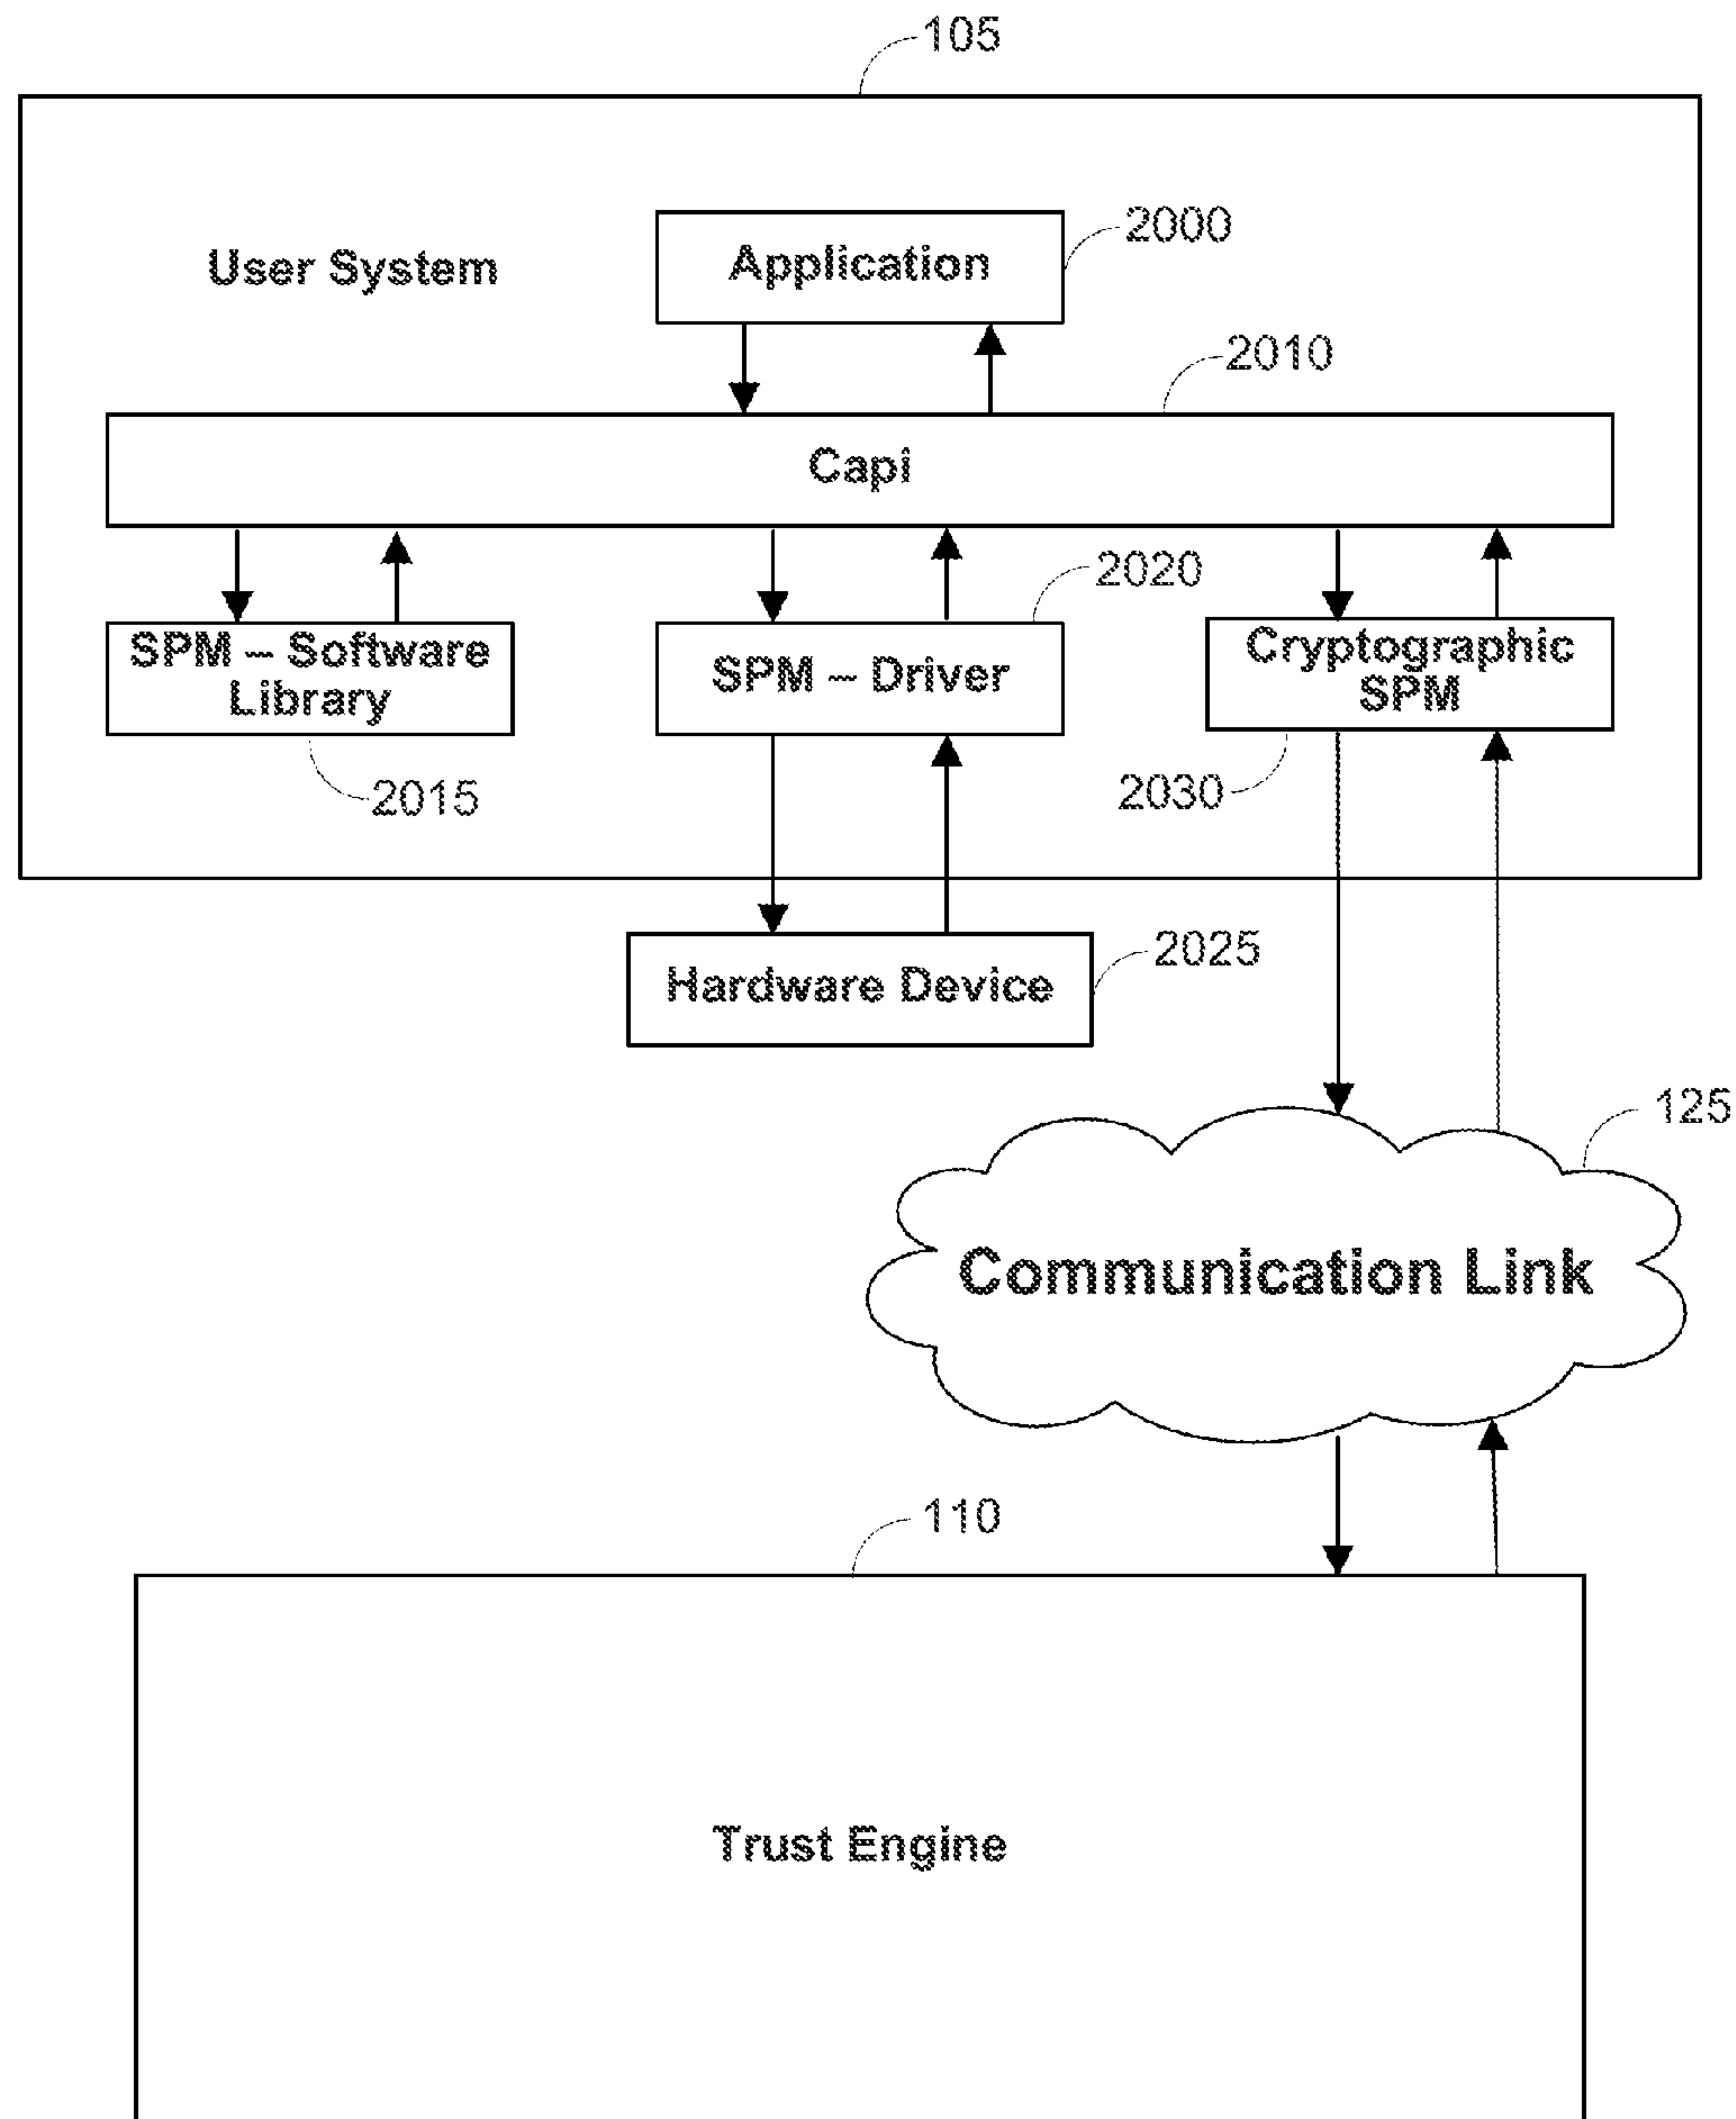 105
2000
User System
Application
2010
Capi
2020
SPM – Software
Library
SPM – Driver
Cryptographic
SPM
2015
2030
Hardware Device
2025
125
Communication Link
110
Trust Engine